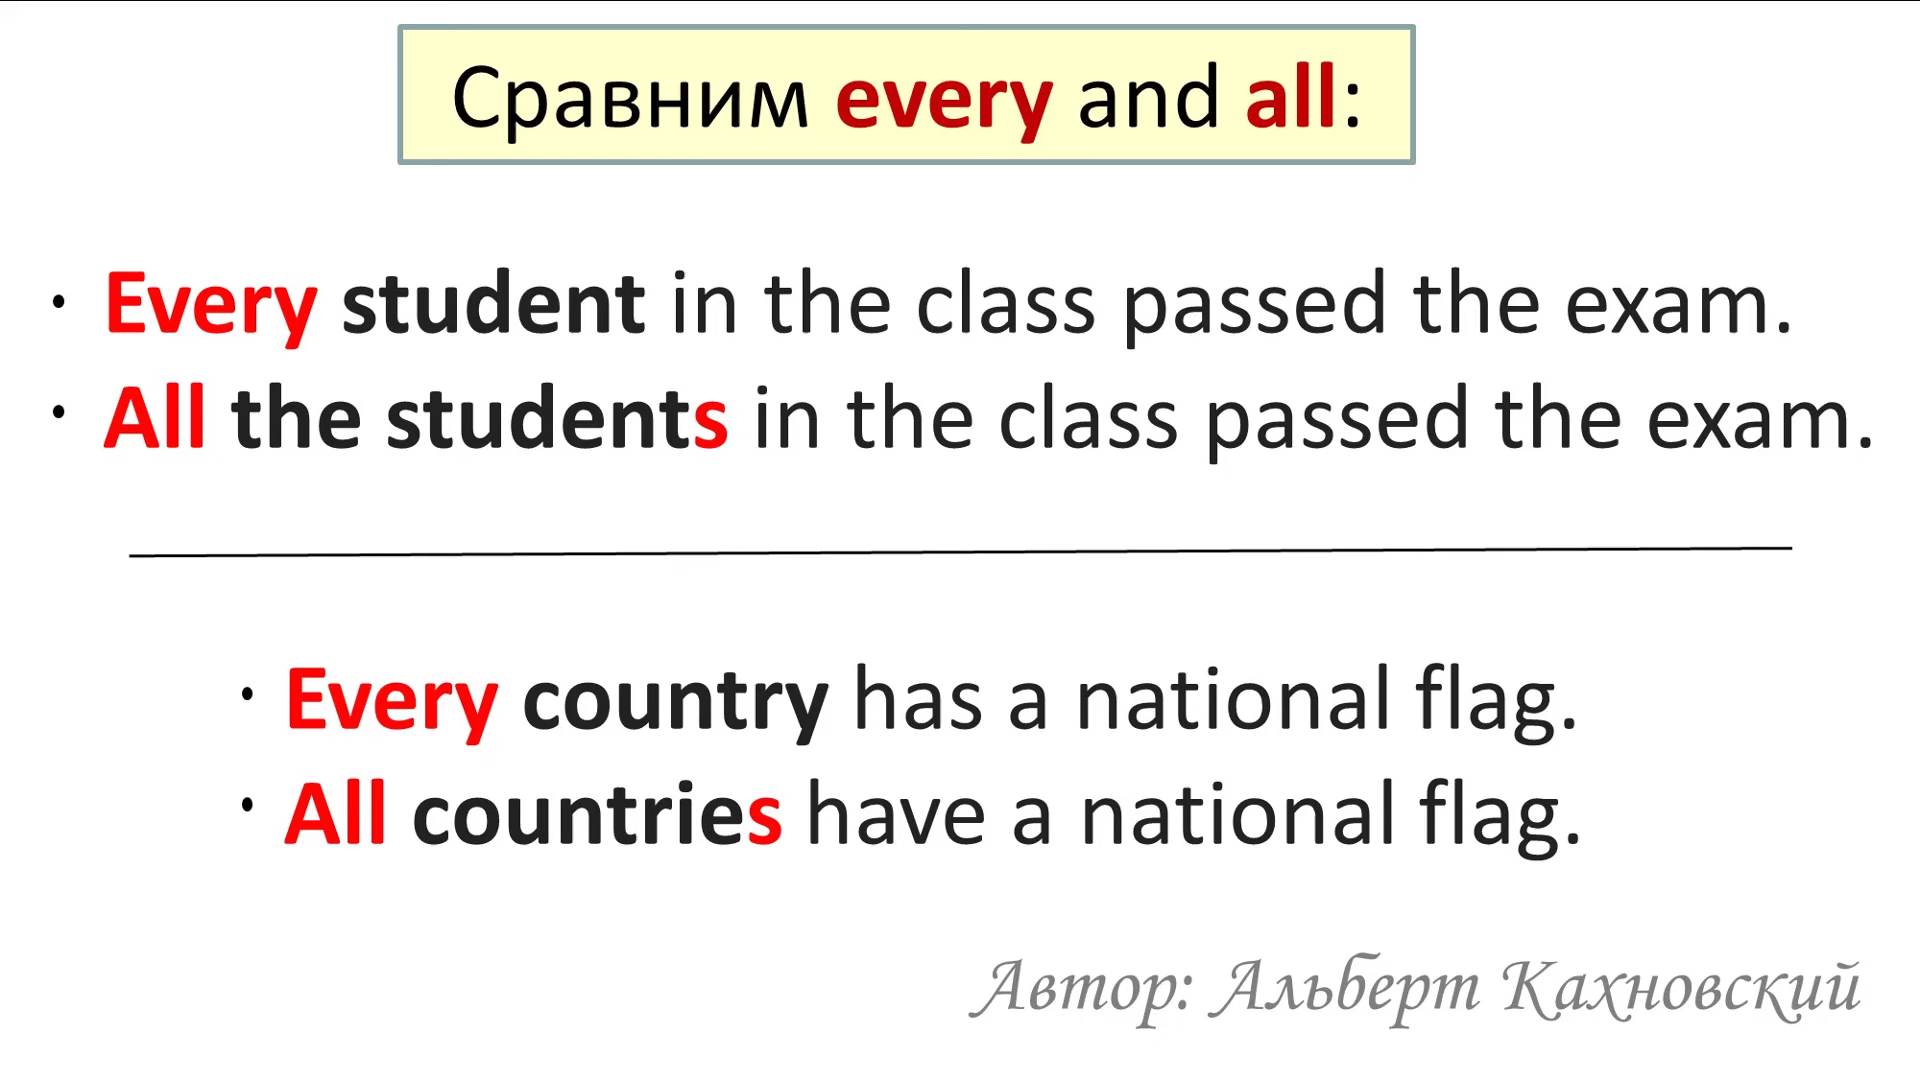 Сравним every and all:
• Every student in the class passed the exam.
• All the students in the class passed the exam.
• Every country has a national flag.
• All countries have a national flag.
Автор: Альберт Кахновский